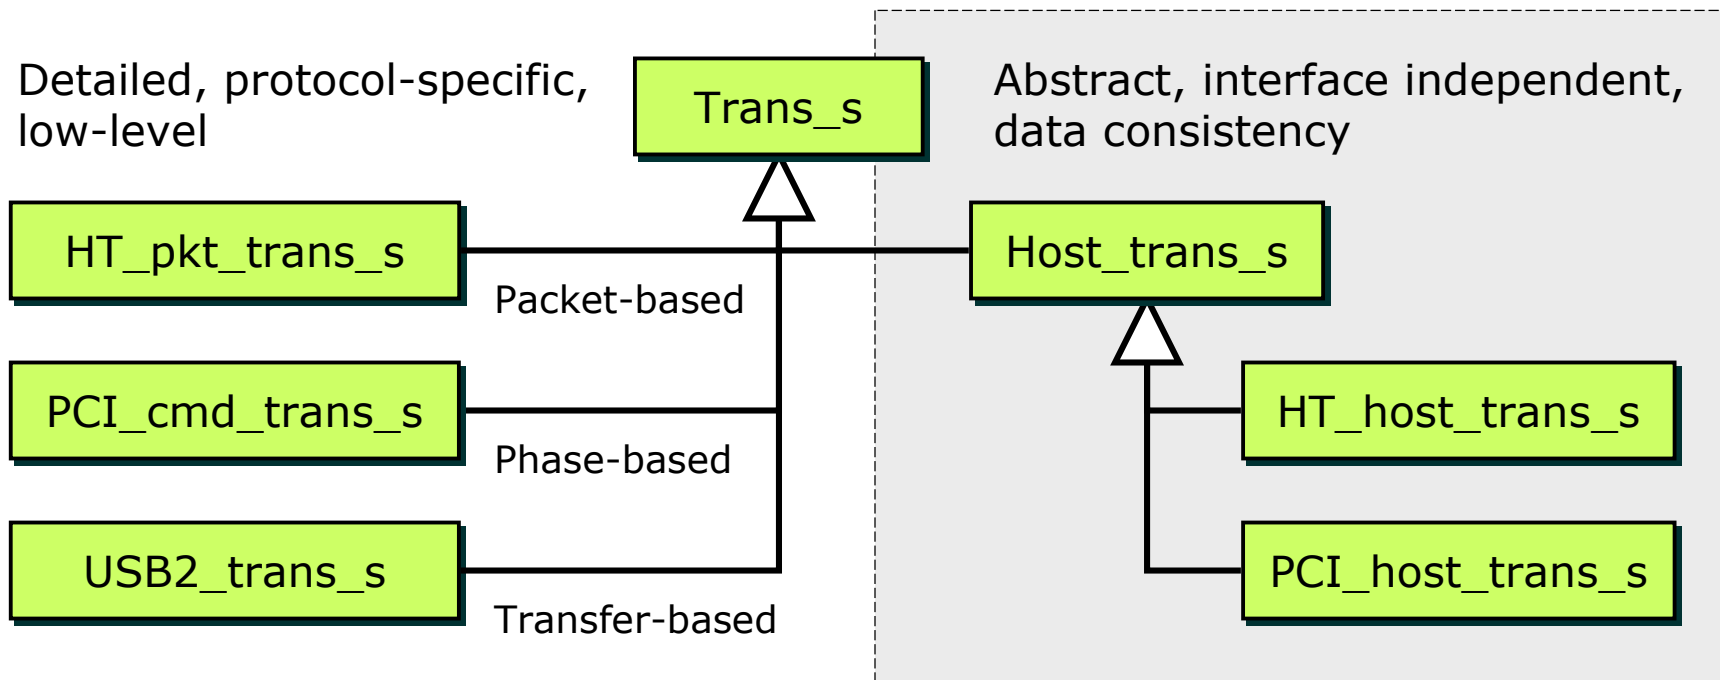 Detailed, protocol-specific,
low-level
Trans_s
Abstract, interface independent,
data consistency
HT_pkt_trans_s
Host_trans_s
Packet-based
PCI_cmd_trans_s
HT_host_trans_s
Phase-based
USB2_trans_s
PCI_host_trans_s
Transfer-based